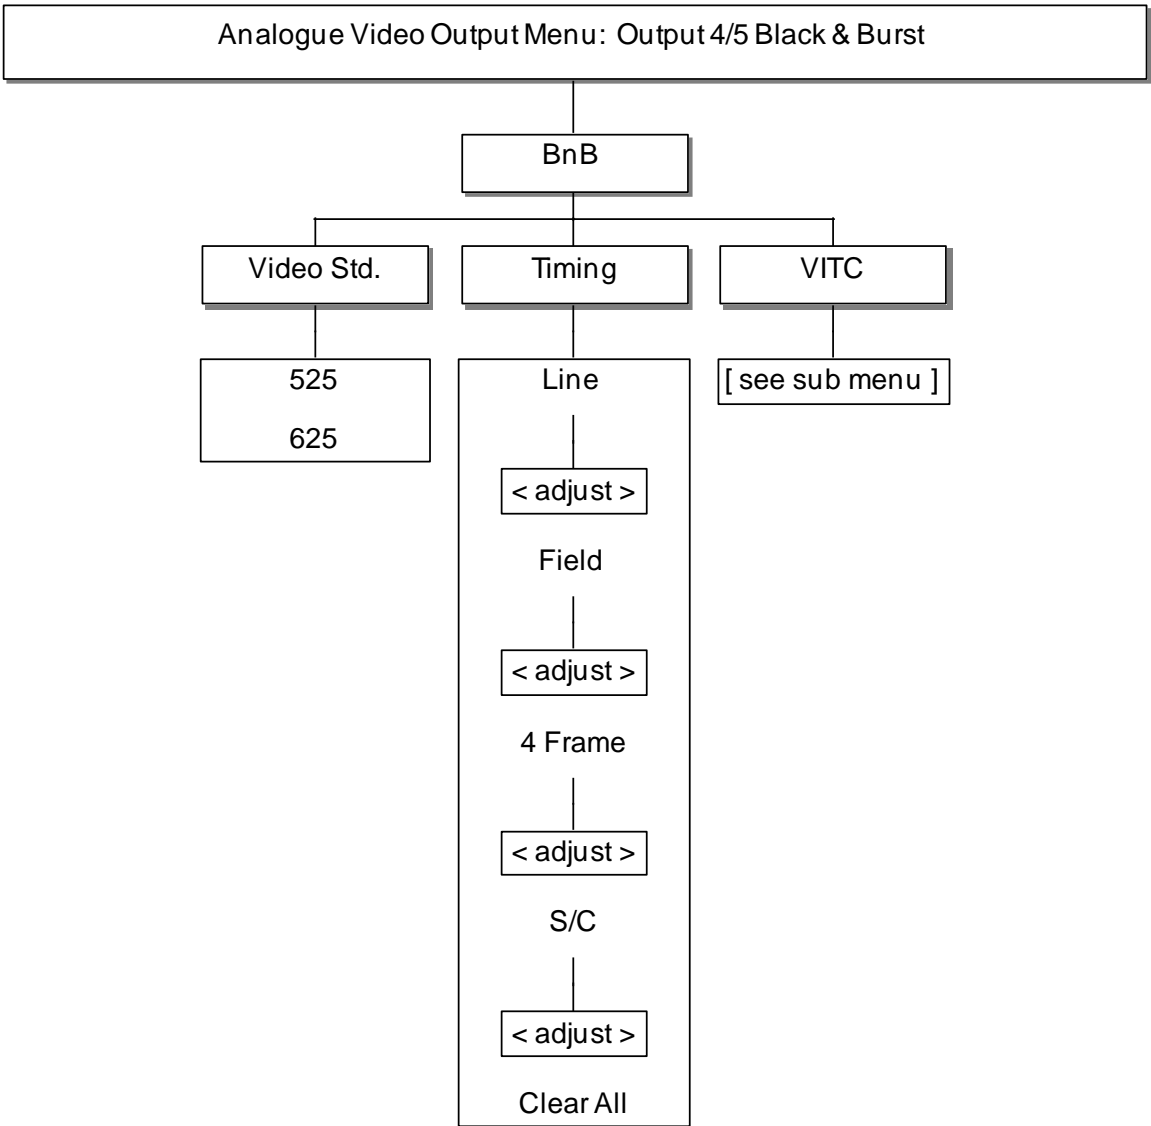 Analogue Video Output Menu: Output 4/5 Black & Burst
BnB
Video Std.
Timing
VITC
525
625
Line
< adjust >
Field
< adjust >
4 Frame
< adjust >
S/C
< adjust >
Clear All
[ see sub menu ]